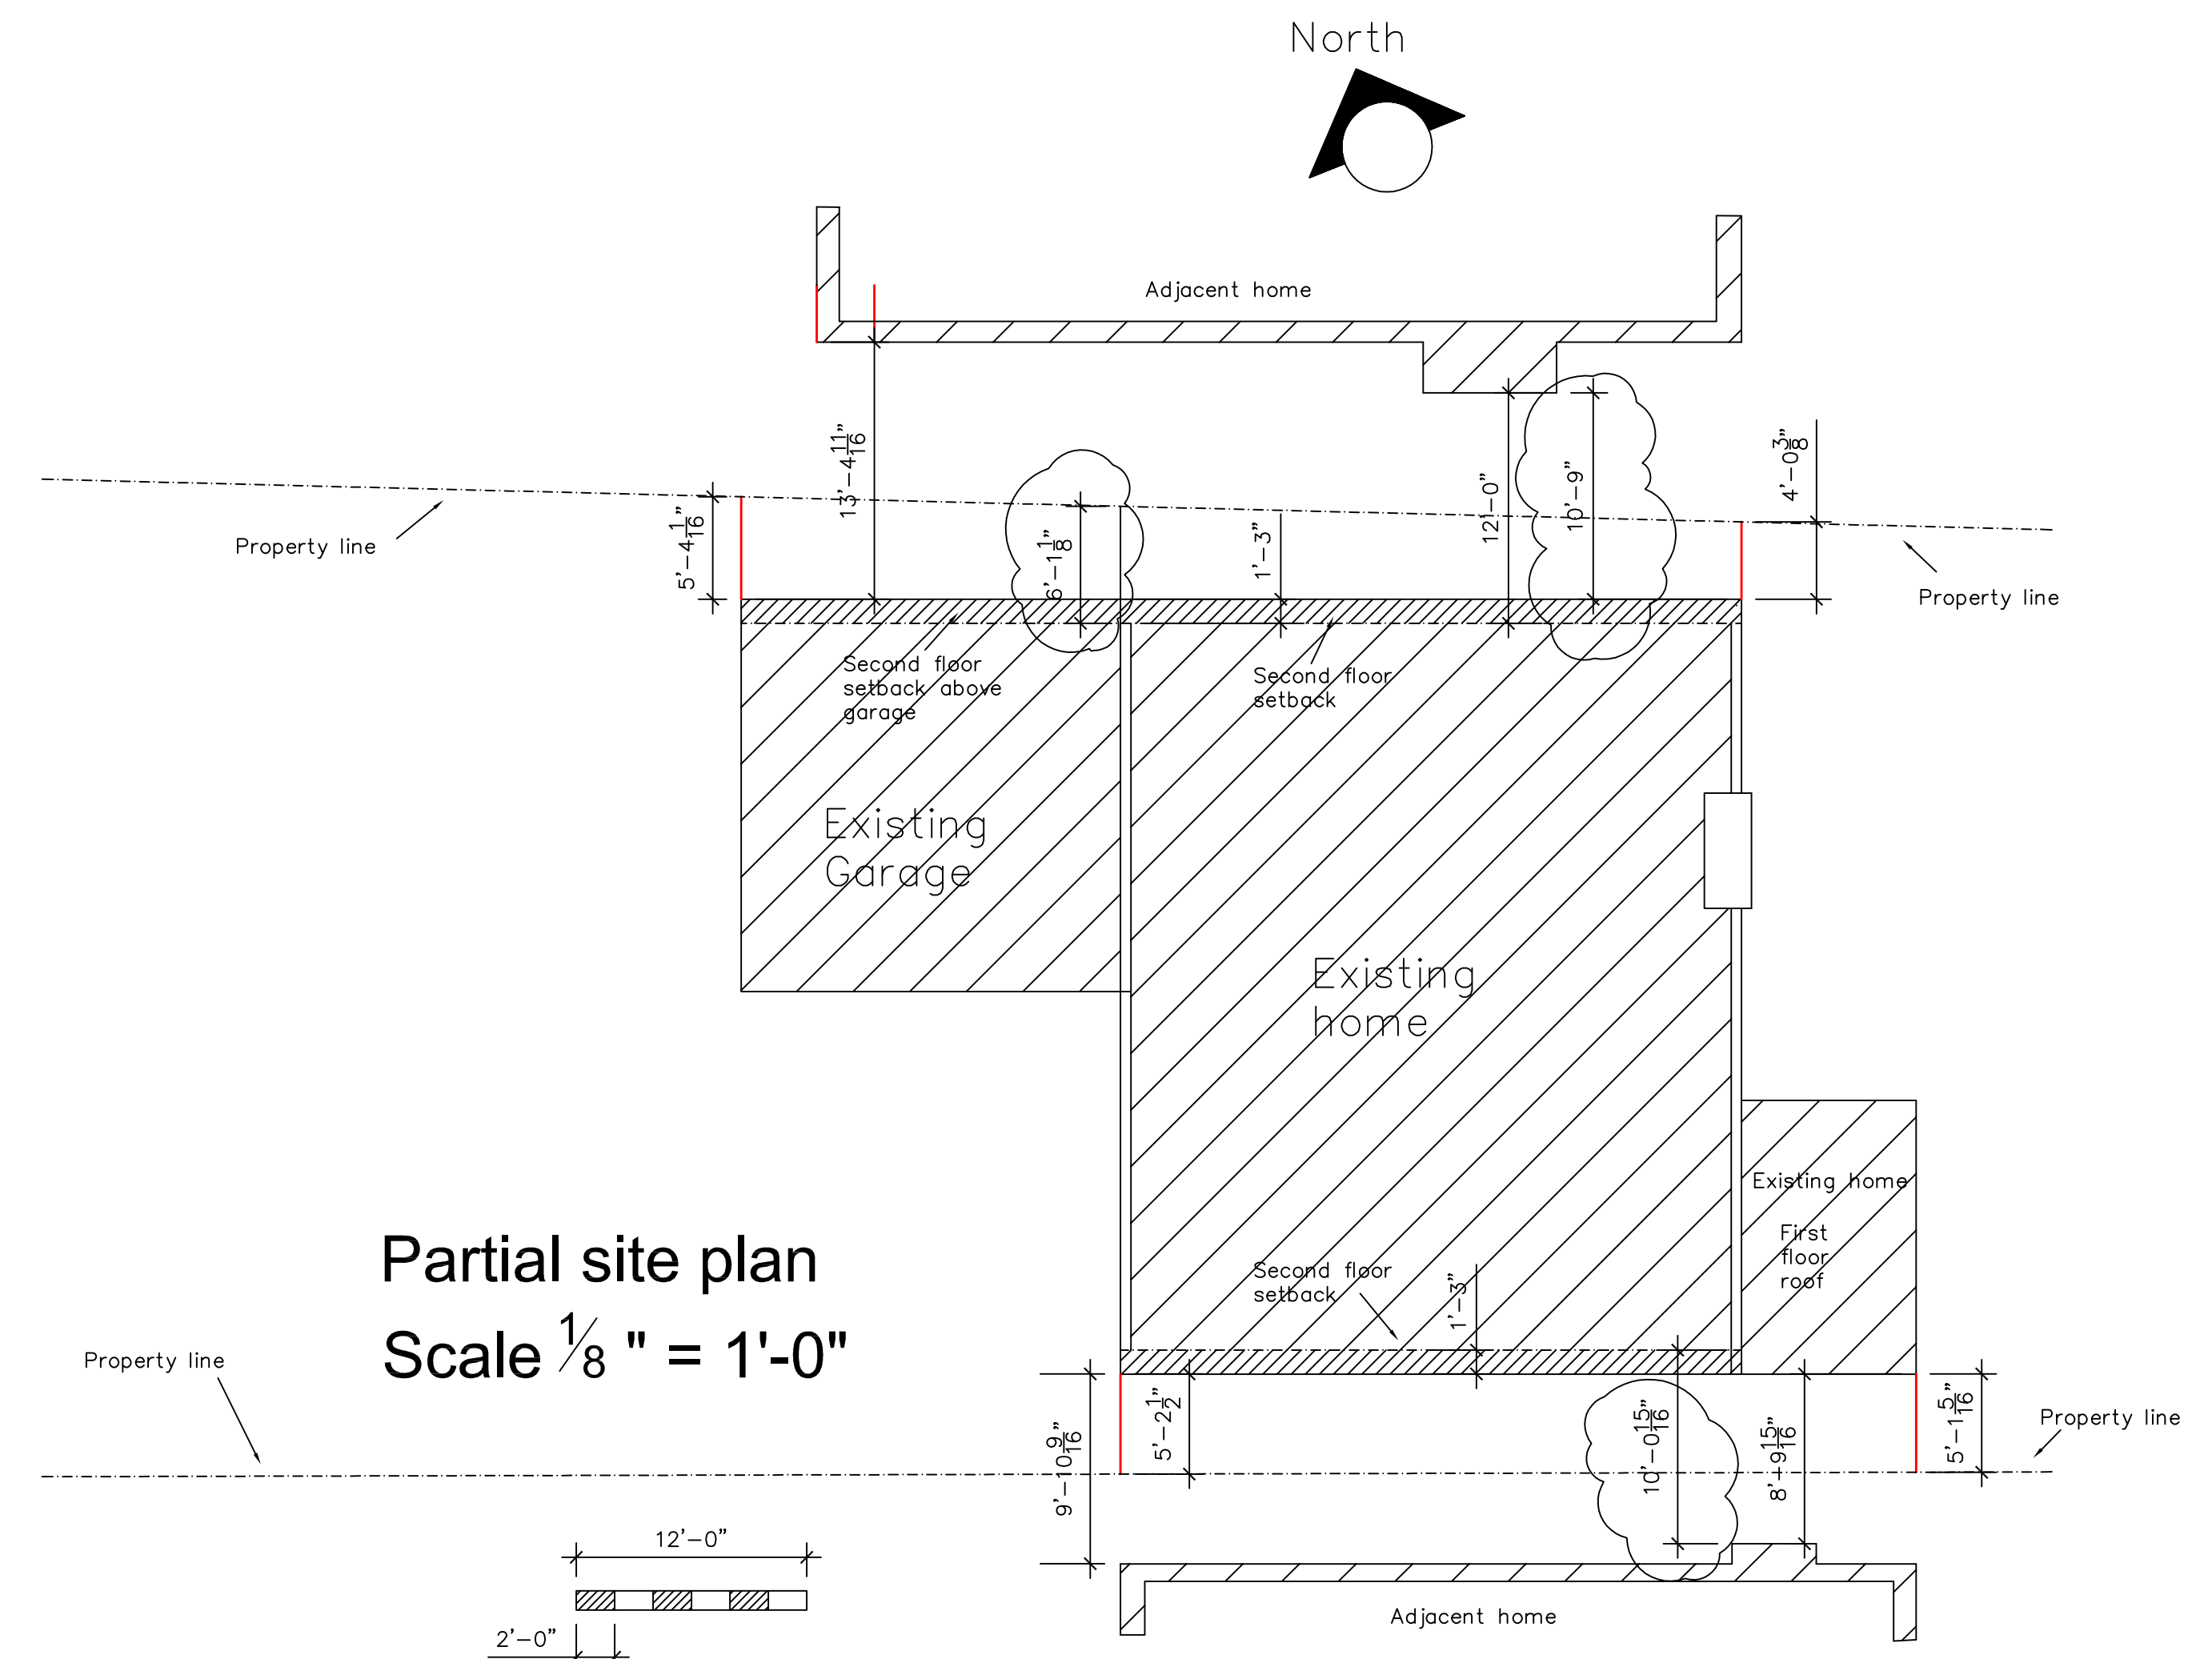 North
Adjacent home
13'-4 11/16"
4'-0 3/8"
12'-0"
10'-9"
5'-4 1/16"
6'-1 1/8"
1'-3"
Property line
Property line
Second floor
setback above
garage
Second floor
setback
Existing
Garage
Existing
home
Existing home
First
floor
roof
Partial site plan
Scale 1/8 " = 1'-0"
Second floor
setback
1'-3"
Property line
Property line
9'-10 9/16"
5'-2 1/2"
10'-0 15/16"
8'-9 15/16"
5'-1 5/16"
12'-0"
2'-0"
Adjacent home